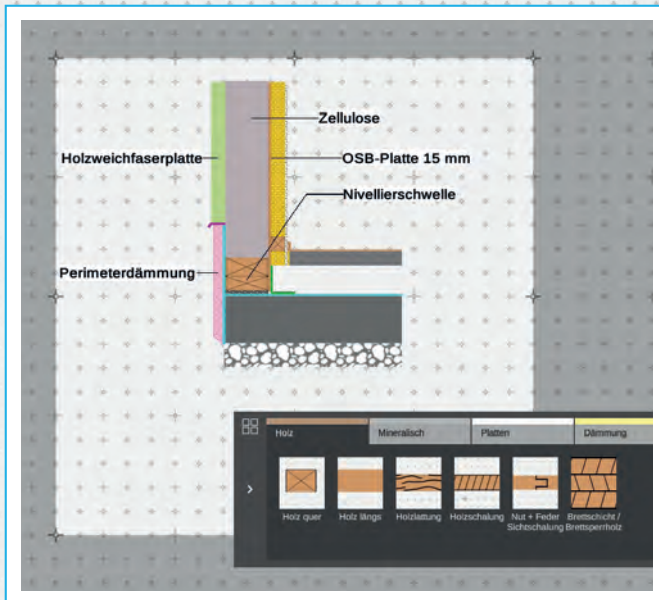 Zellulose
Holzweichfaserplatte
OSB-Platte 15 mm
Nivellierschwelle
Perimeterdämmung
Holz
Mineralisch
Platten
Dämmung
Holz quer
Holz längs
Holzlattung
Holzschalung
Nut + Feder
Sichtschalung
Brettschicht /
Brettsperrholz